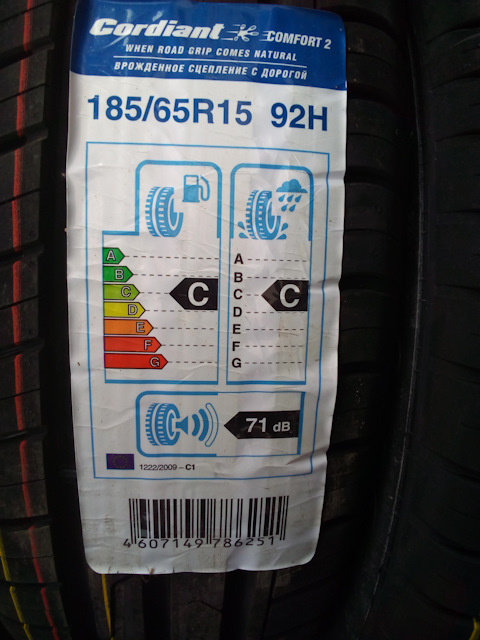 Cordiant COMFORT 2
WHEN ROAD GRIP COMES NATURAL
ВРОЖДЕННОЕ СЦЕПЛЕНИЕ С ДОРОГОЙ
185/65R15 92H
A A
B B
C C C C
D D
E E
F F
G G
71 dB
1222/2009 – C1
4 607149 786251